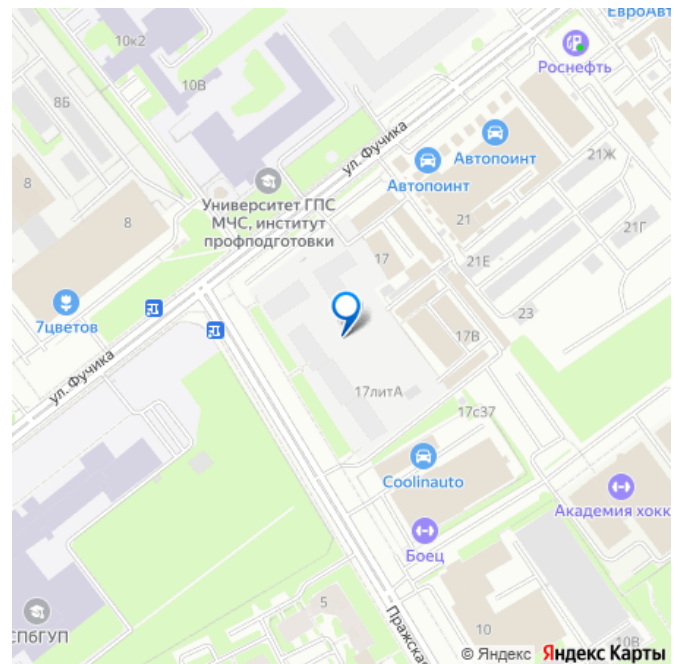 ЕвроАвт
10к2
Роснефть
10В
8Б
ул. Фучика
Автопоинт
21Ж
Автопоинт
8
Университет ГПС
МЧС, институт
профподготовки
8
21
21Г
17
21Е
7цветов
23
17В
ул. Фучика
17литА
17с37
Coolinauto
Академия хокк
Боец
5
СПбГУП
Пражская
10
10В
© Яндекс Яндекс Карты